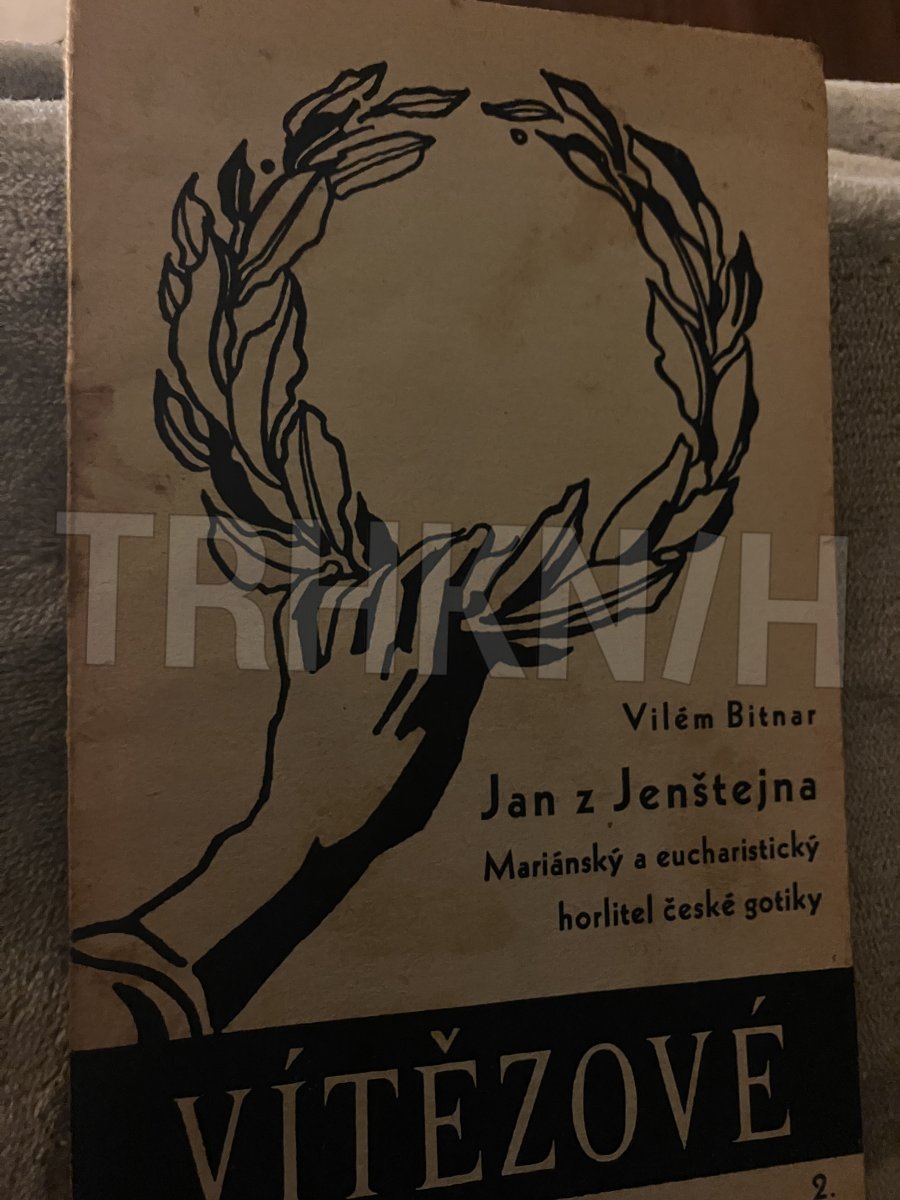 TRHKNIH
Vilém Bitnar
Jan z Jenštejna
Mariánský a eucharistický
horlitel české gotiky
VÍTĚZOVÉ
2.